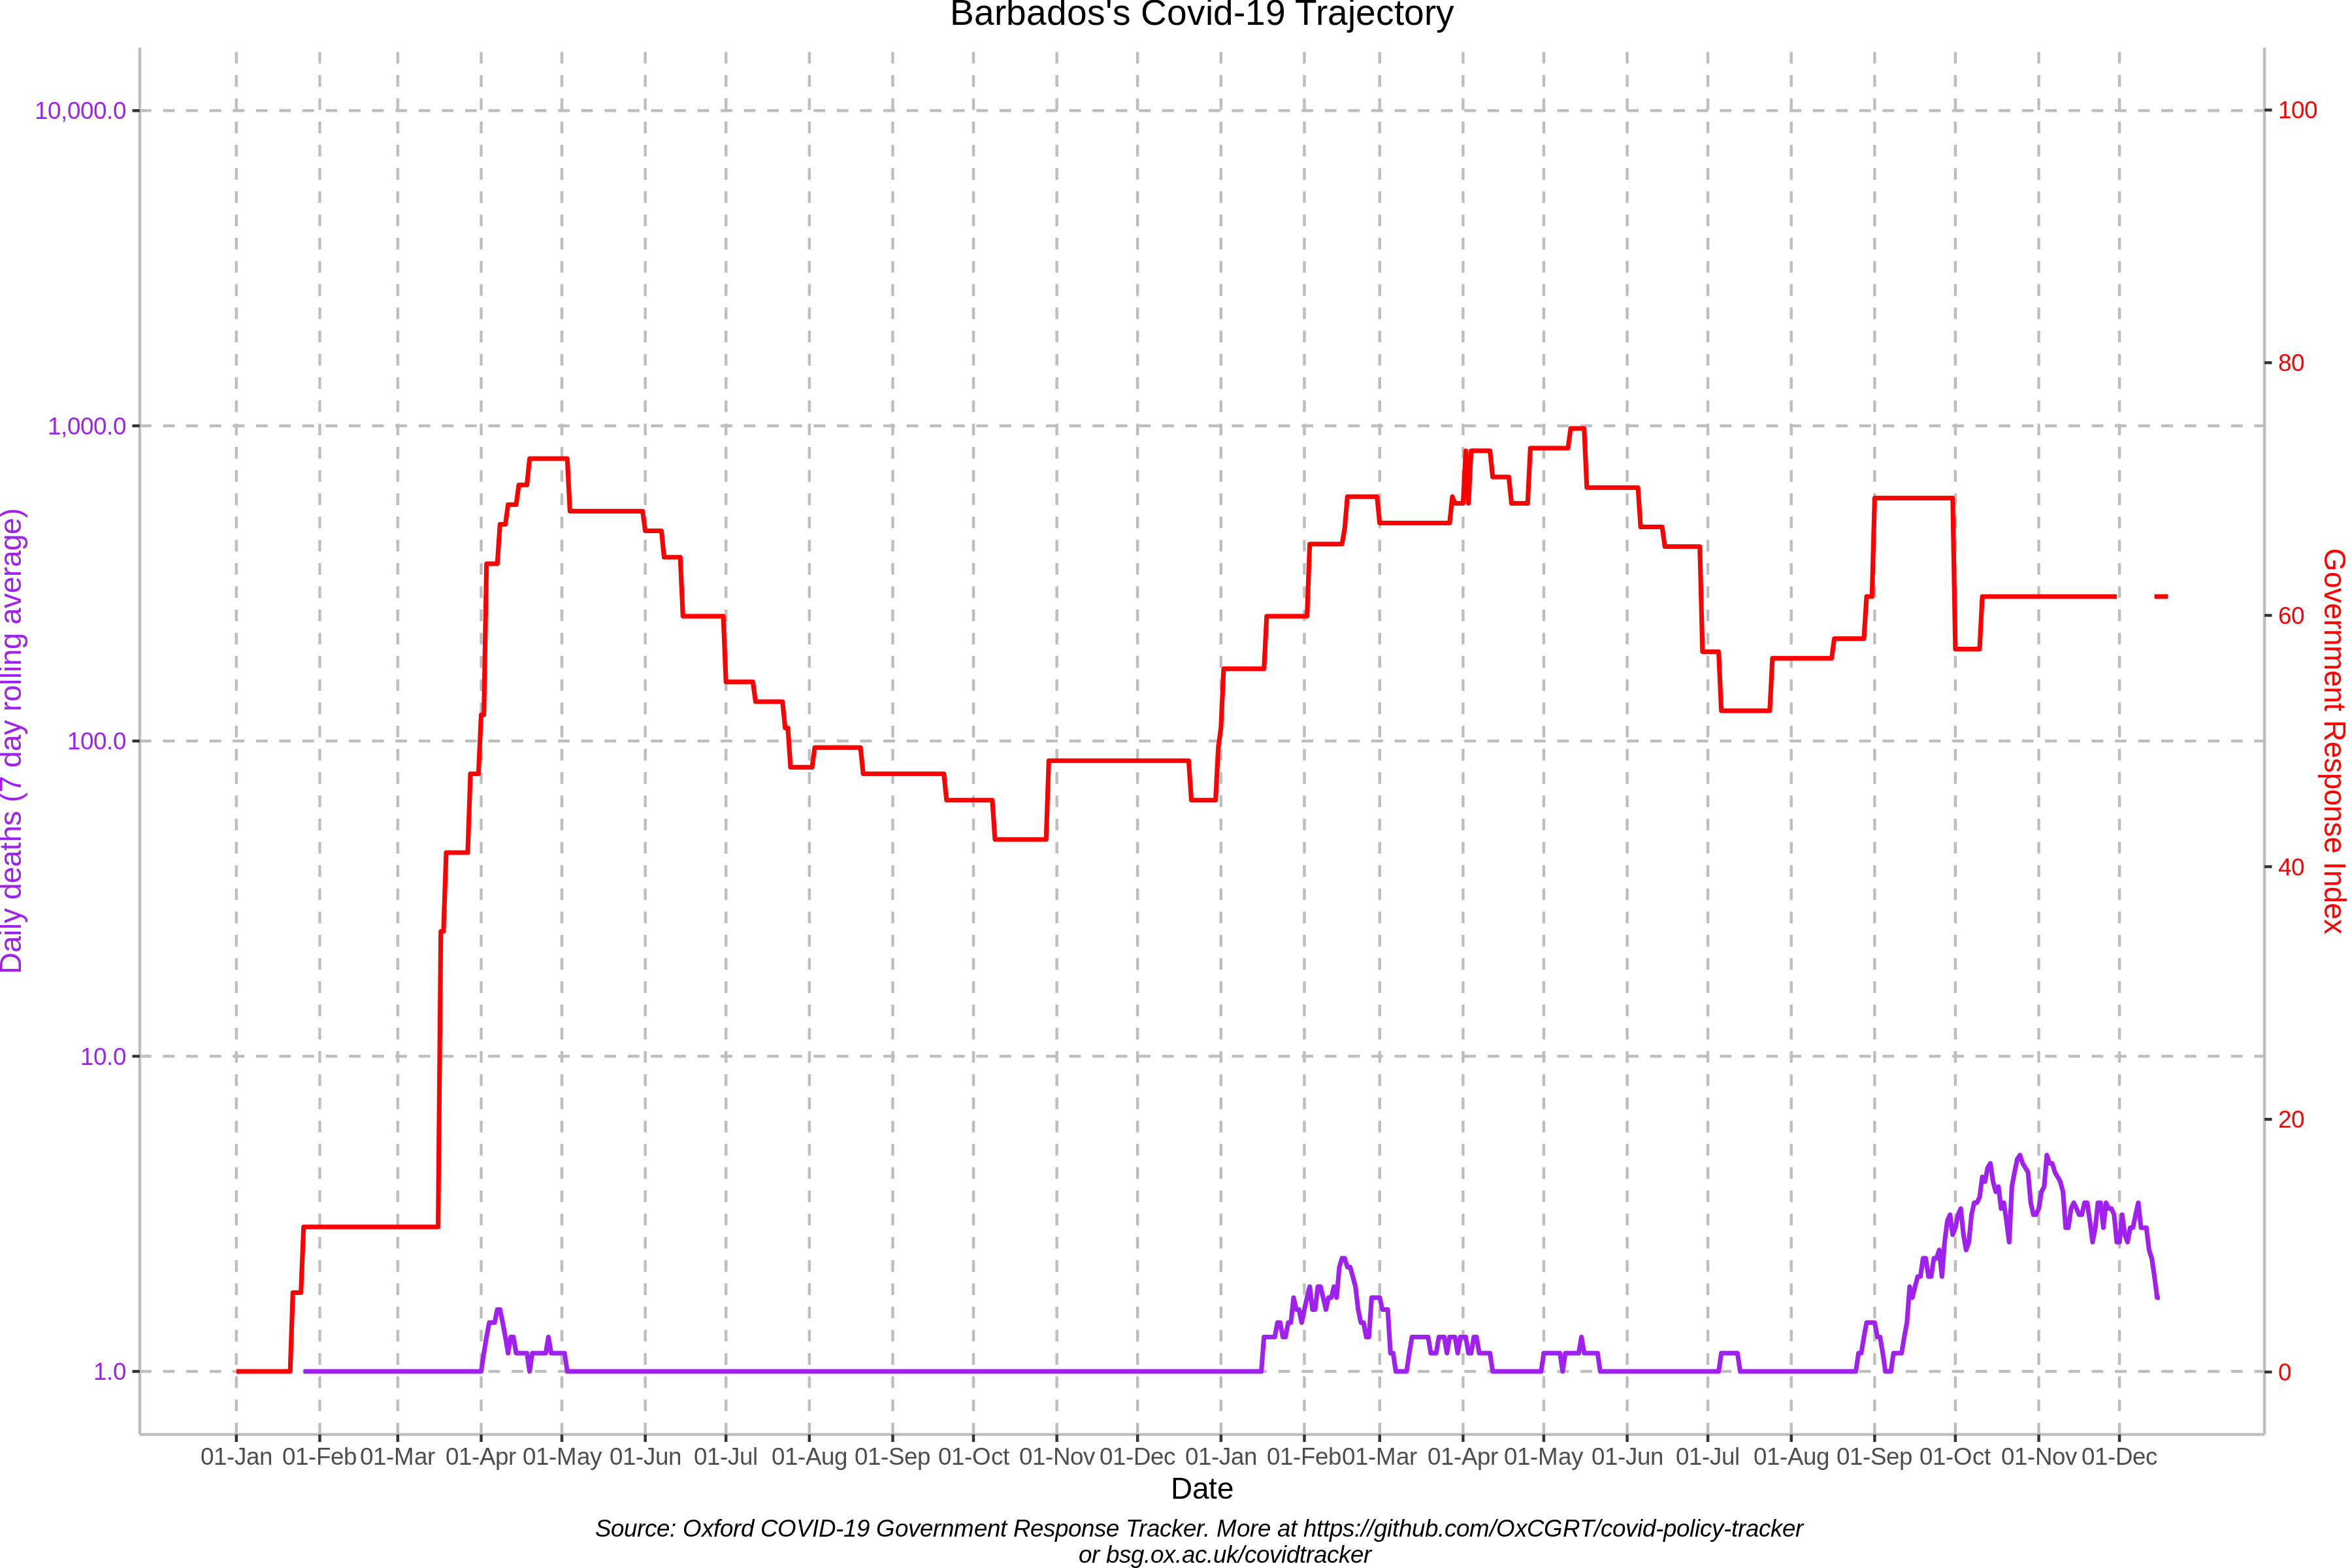 Barbados's Covid-19 Trajectory
10,000.0
1,000.0
100.0
10.0
1.0
Daily deaths (7 day rolling average)
100
80
60
40
20
0
Government Response Index
01-Jan 01-Feb 01-Mar 01-Apr 01-May 01-Jun 01-Jul 01-Aug 01-Sep 01-Oct 01-Nov 01-Dec 01-Jan 01-Feb 01-Mar 01-Apr 01-May 01-Jun 01-Jul 01-Aug 01-Sep 01-Oct 01-Nov 01-Dec
Date
Source: Oxford COVID-19 Government Response Tracker. More at https://github.com/OxCGRT/covid-policy-tracker
or bsg.ox.ac.uk/covidtracker